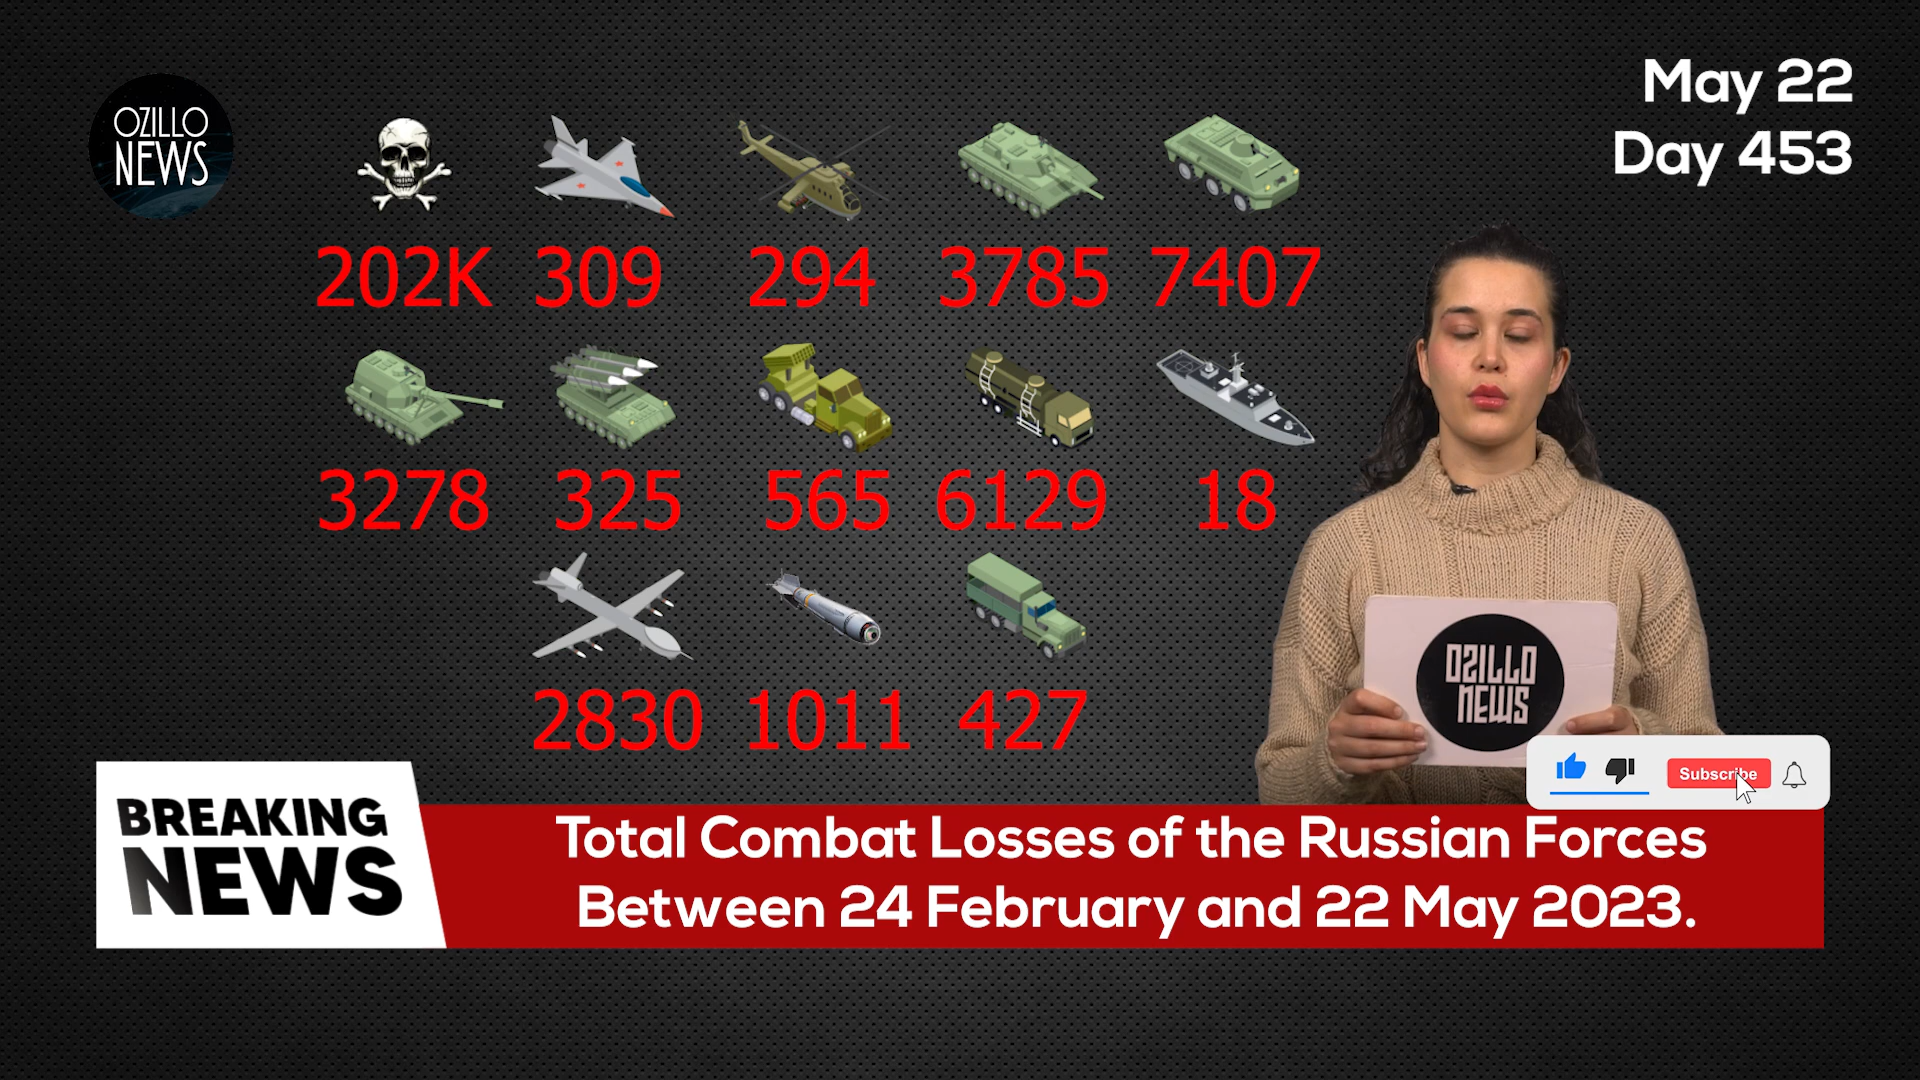 OZILLO
NEWS
May 22
Day 453
202K 309 294 3785 7407
3278 325 565 6129 18
2830 1011 427
OZILLO
NEWS
Subscribe
BREAKING
NEWS
Total Combat Losses of the Russian Forces
Between 24 February and 22 May 2023.